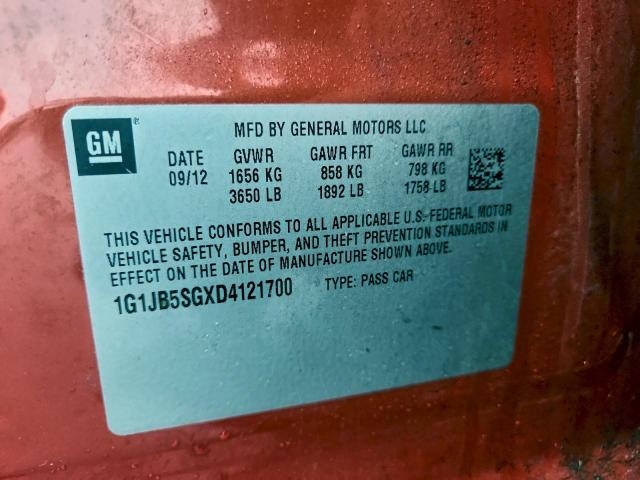 GM ®
MFD BY GENERAL MOTORS LLC
DATE GVWR GAWR FRT GAWR RR
09/12 1656 KG 858 KG 798 KG
3650 LB 1892 LB 1758 LB
THIS VEHICLE CONFORMS TO ALL APPLICABLE U.S. FEDERAL MOTOR
VEHICLE SAFETY, BUMPER, AND THEFT PREVENTION STANDARDS IN
EFFECT ON THE DATE OF MANUFACTURE SHOWN ABOVE.
1G1JB5SGXD4121700 TYPE: PASS CAR